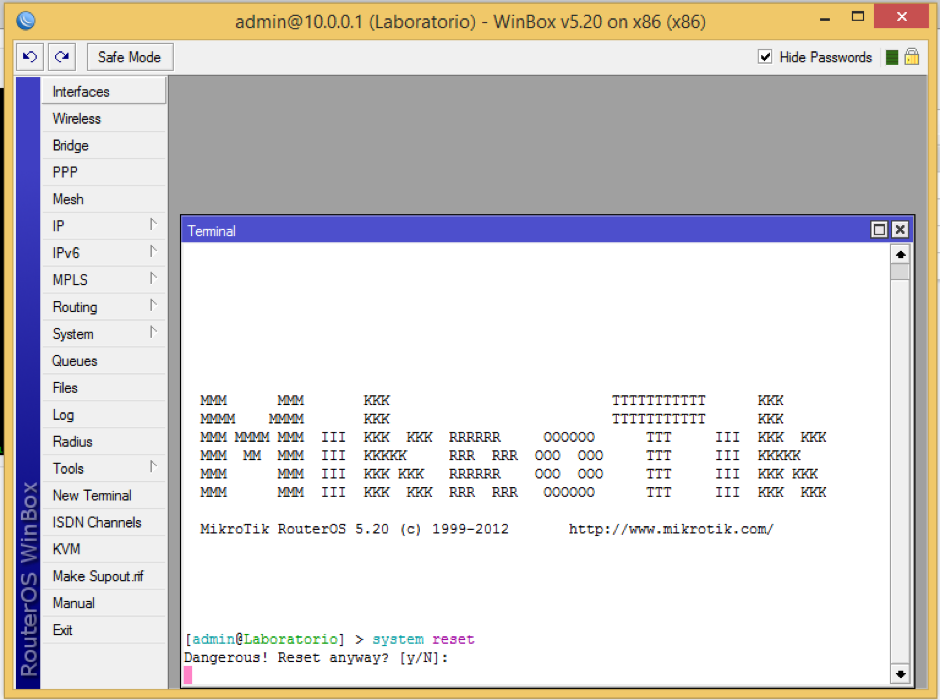 admin@10.0.0.1 (Laboratorio) - WinBox v5.20 on x86 (x86)
Safe Mode
Hide Passwords
Interfaces
Wireless
Bridge
PPP
Mesh
IP
IPv6
MPLS
Routing
System
Queues
Files
Log
Radius
Tools
New Terminal
ISDN Channels
KVM
Make Supout.rif
Manual
Exit
RouterOS WinBox
Terminal
MMM      MMM       KKK                          TTTTTTTTTTT      KKK
MMMM    MMMM       KKK                          TTTTTTTTTTT      KKK
MMM MMMM MMM  III  KKK  KKK  RRRRRR     OOOOOO      TTT     III  KKK  KKK
MMM  MM  MMM  III  KKKKK     RRR  RRR  OOO  OOO     TTT     III  KKKKK
MMM      MMM  III  KKK KKK   RRRRRR    OOO  OOO     TTT     III  KKK KKK
MMM      MMM  III  KKK  KKK  RRR  RRR   OOOOOO      TTT     III  KKK  KKK
MikroTik RouterOS 5.20 (c) 1999-2012       http://www.mikrotik.com/
[admin@Laboratorio] > system reset
Dangerous! Reset anyway? [y/N]: